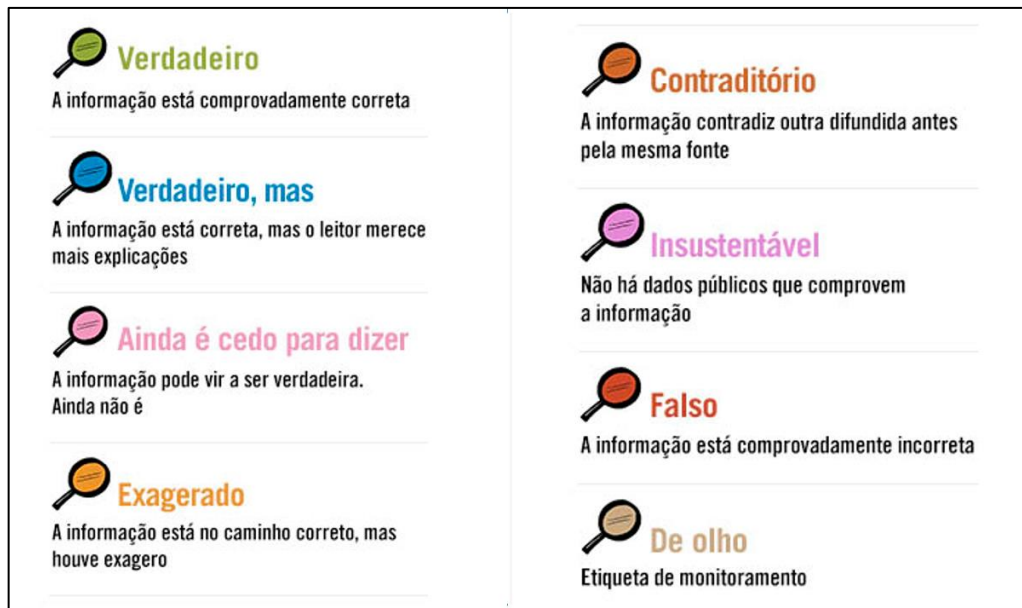 Verdadeiro
A informação está comprovadamente correta
Verdadeiro, mas
A informação está correta, mas o leitor merece
mais explicações
Ainda é cedo para dizer
A informação pode vir a ser verdadeira.
Ainda não é
Exagerado
A informação está no caminho correto, mas
houve exagero
Contraditório
A informação contradiz outra difundida antes
pela mesma fonte
Insustentável
Não há dados públicos que comprovem
a informação
Falso
A informação está comprovadamente incorreta
De olho
Etiqueta de monitoramento